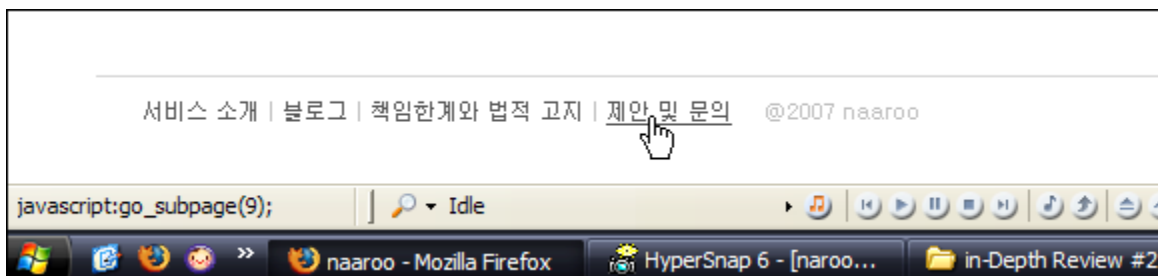 서비스 소개 | 블로그 | 책임한계와 법적 고지 | 제안 및 문의 @2007 naaroo
javascript:go_subpage(9); Idle
naaroo - Mozilla Firefox HyperSnap 6 - [naroo... in-Depth Review #2